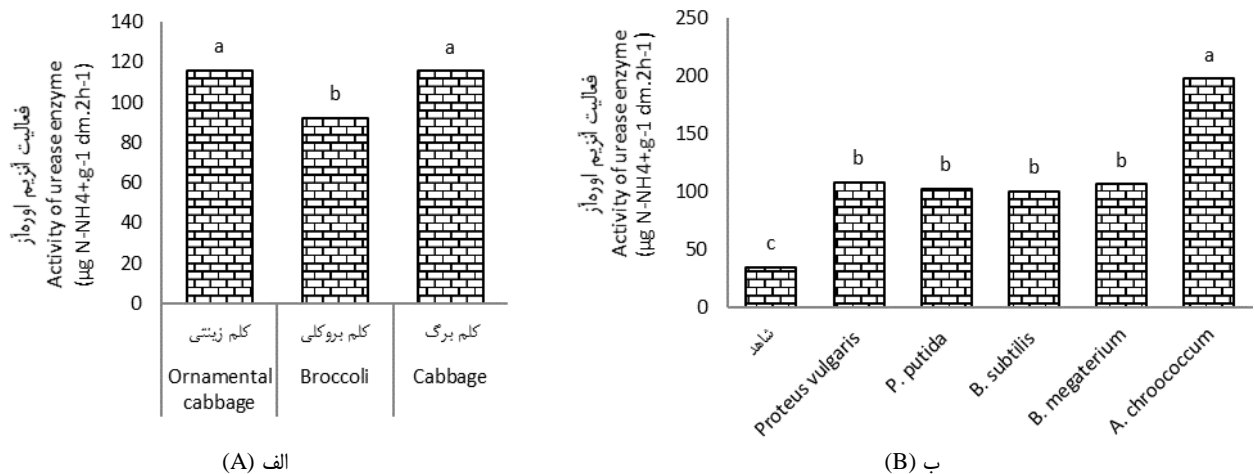 فعالیت آنزیم اوره‌آز
Activity of urease enzyme
(µg N-NH4+.g-1 dm.2h-1)
140
120
100
80
60
40
20
0
a
b
a
کلم زینتی
کلم بروکلی
کلم برگ
Ornamental cabbage
Broccoli
Cabbage
الف (A)
فعالیت آنزیم اوره‌آز
Activity of urease enzyme
(µg N-NH4+.g-1 dm.2h-1)
250
200
150
100
50
0
c
b
b
b
b
a
شاهد
Proteus vulgaris
P. putida
B. subtilis
B. megaterium
A. chroococcum
ب (B)